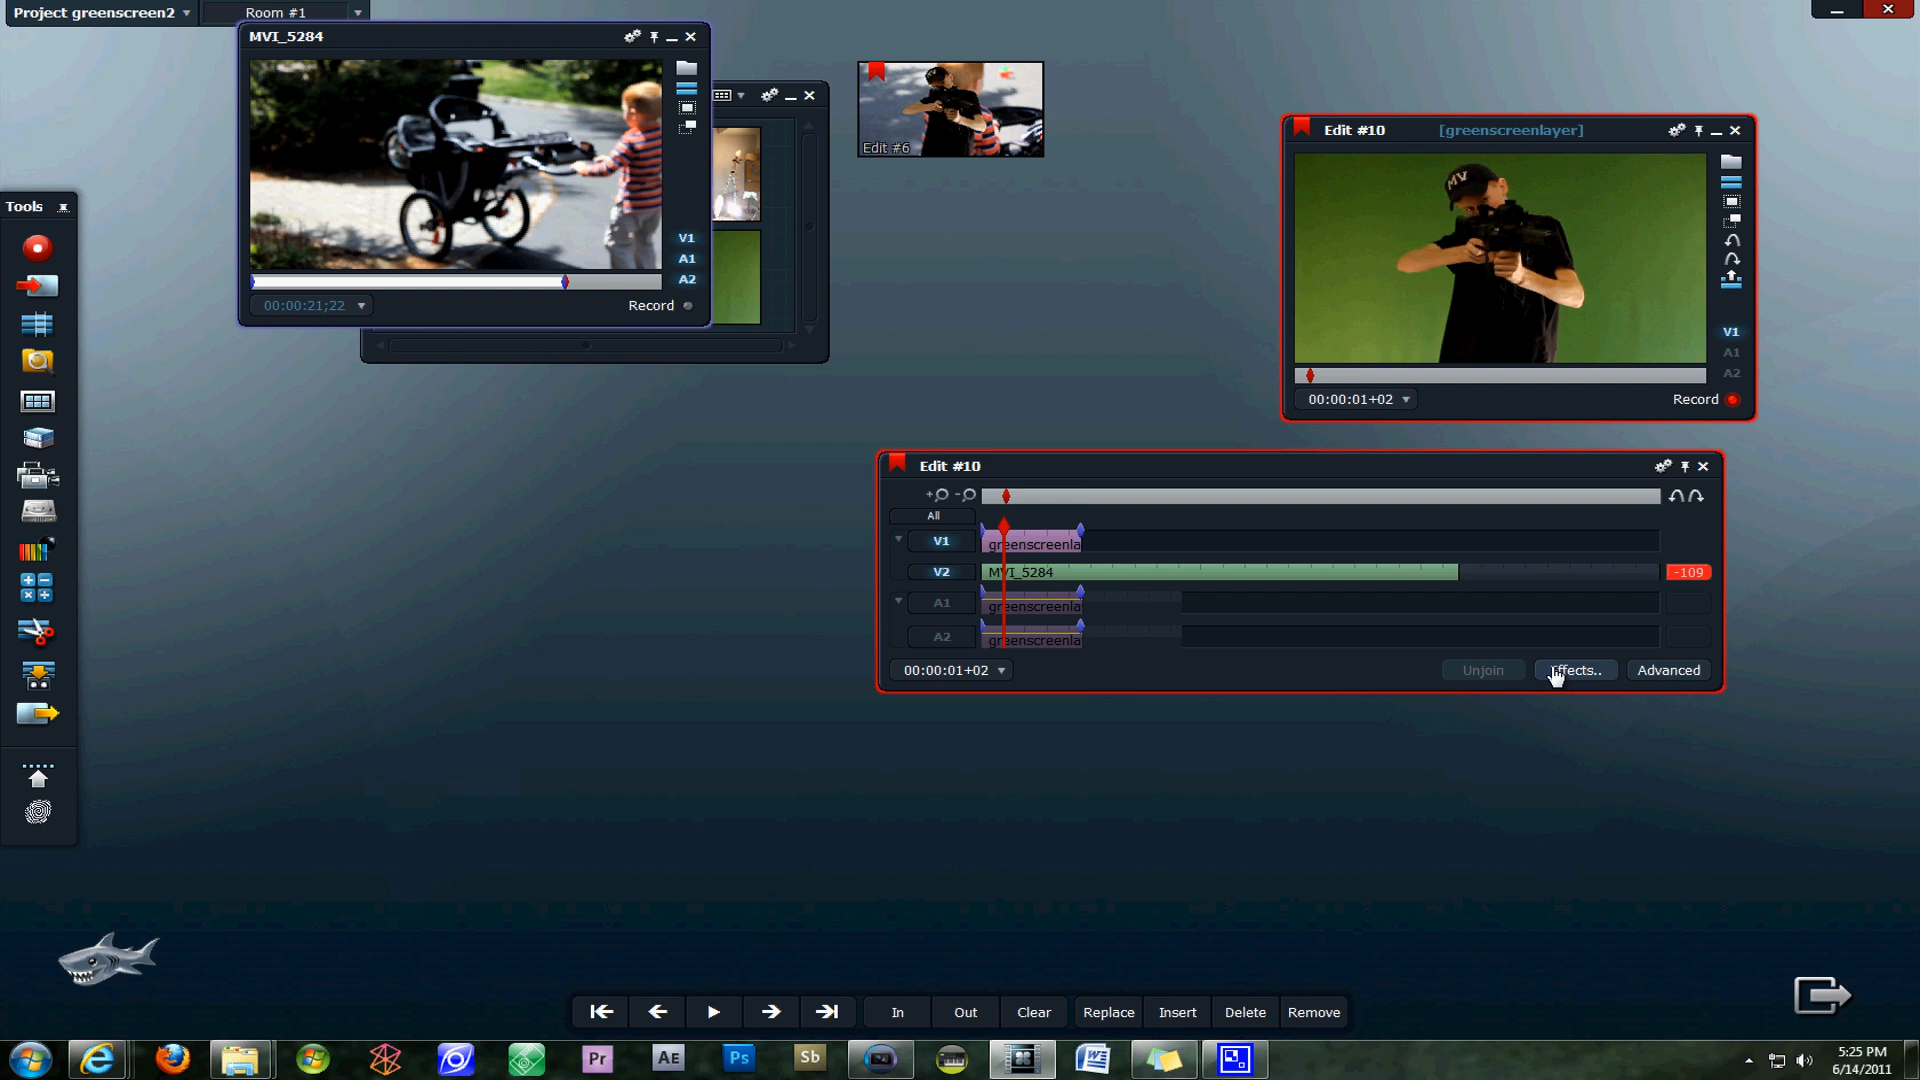 Project greenscreen2
Room #1
MVI_5284
V1
A1
A2
00:00:21;22
Record
Edit #6
Tools
Edit #10
[greenscreenlayer]
MV
V1
A1
A2
00:00:01+02
Record
Edit #10
All
V1
greenscreenla
V2
MVI_5284
-109
A1
greenscreenla
A2
greenscreenla
00:00:01+02
Unjoin
Effects..
Advanced
In
Out
Clear
Replace
Insert
Delete
Remove
Pr
AE
Ps
Sb
5:25 PM
6/14/2011